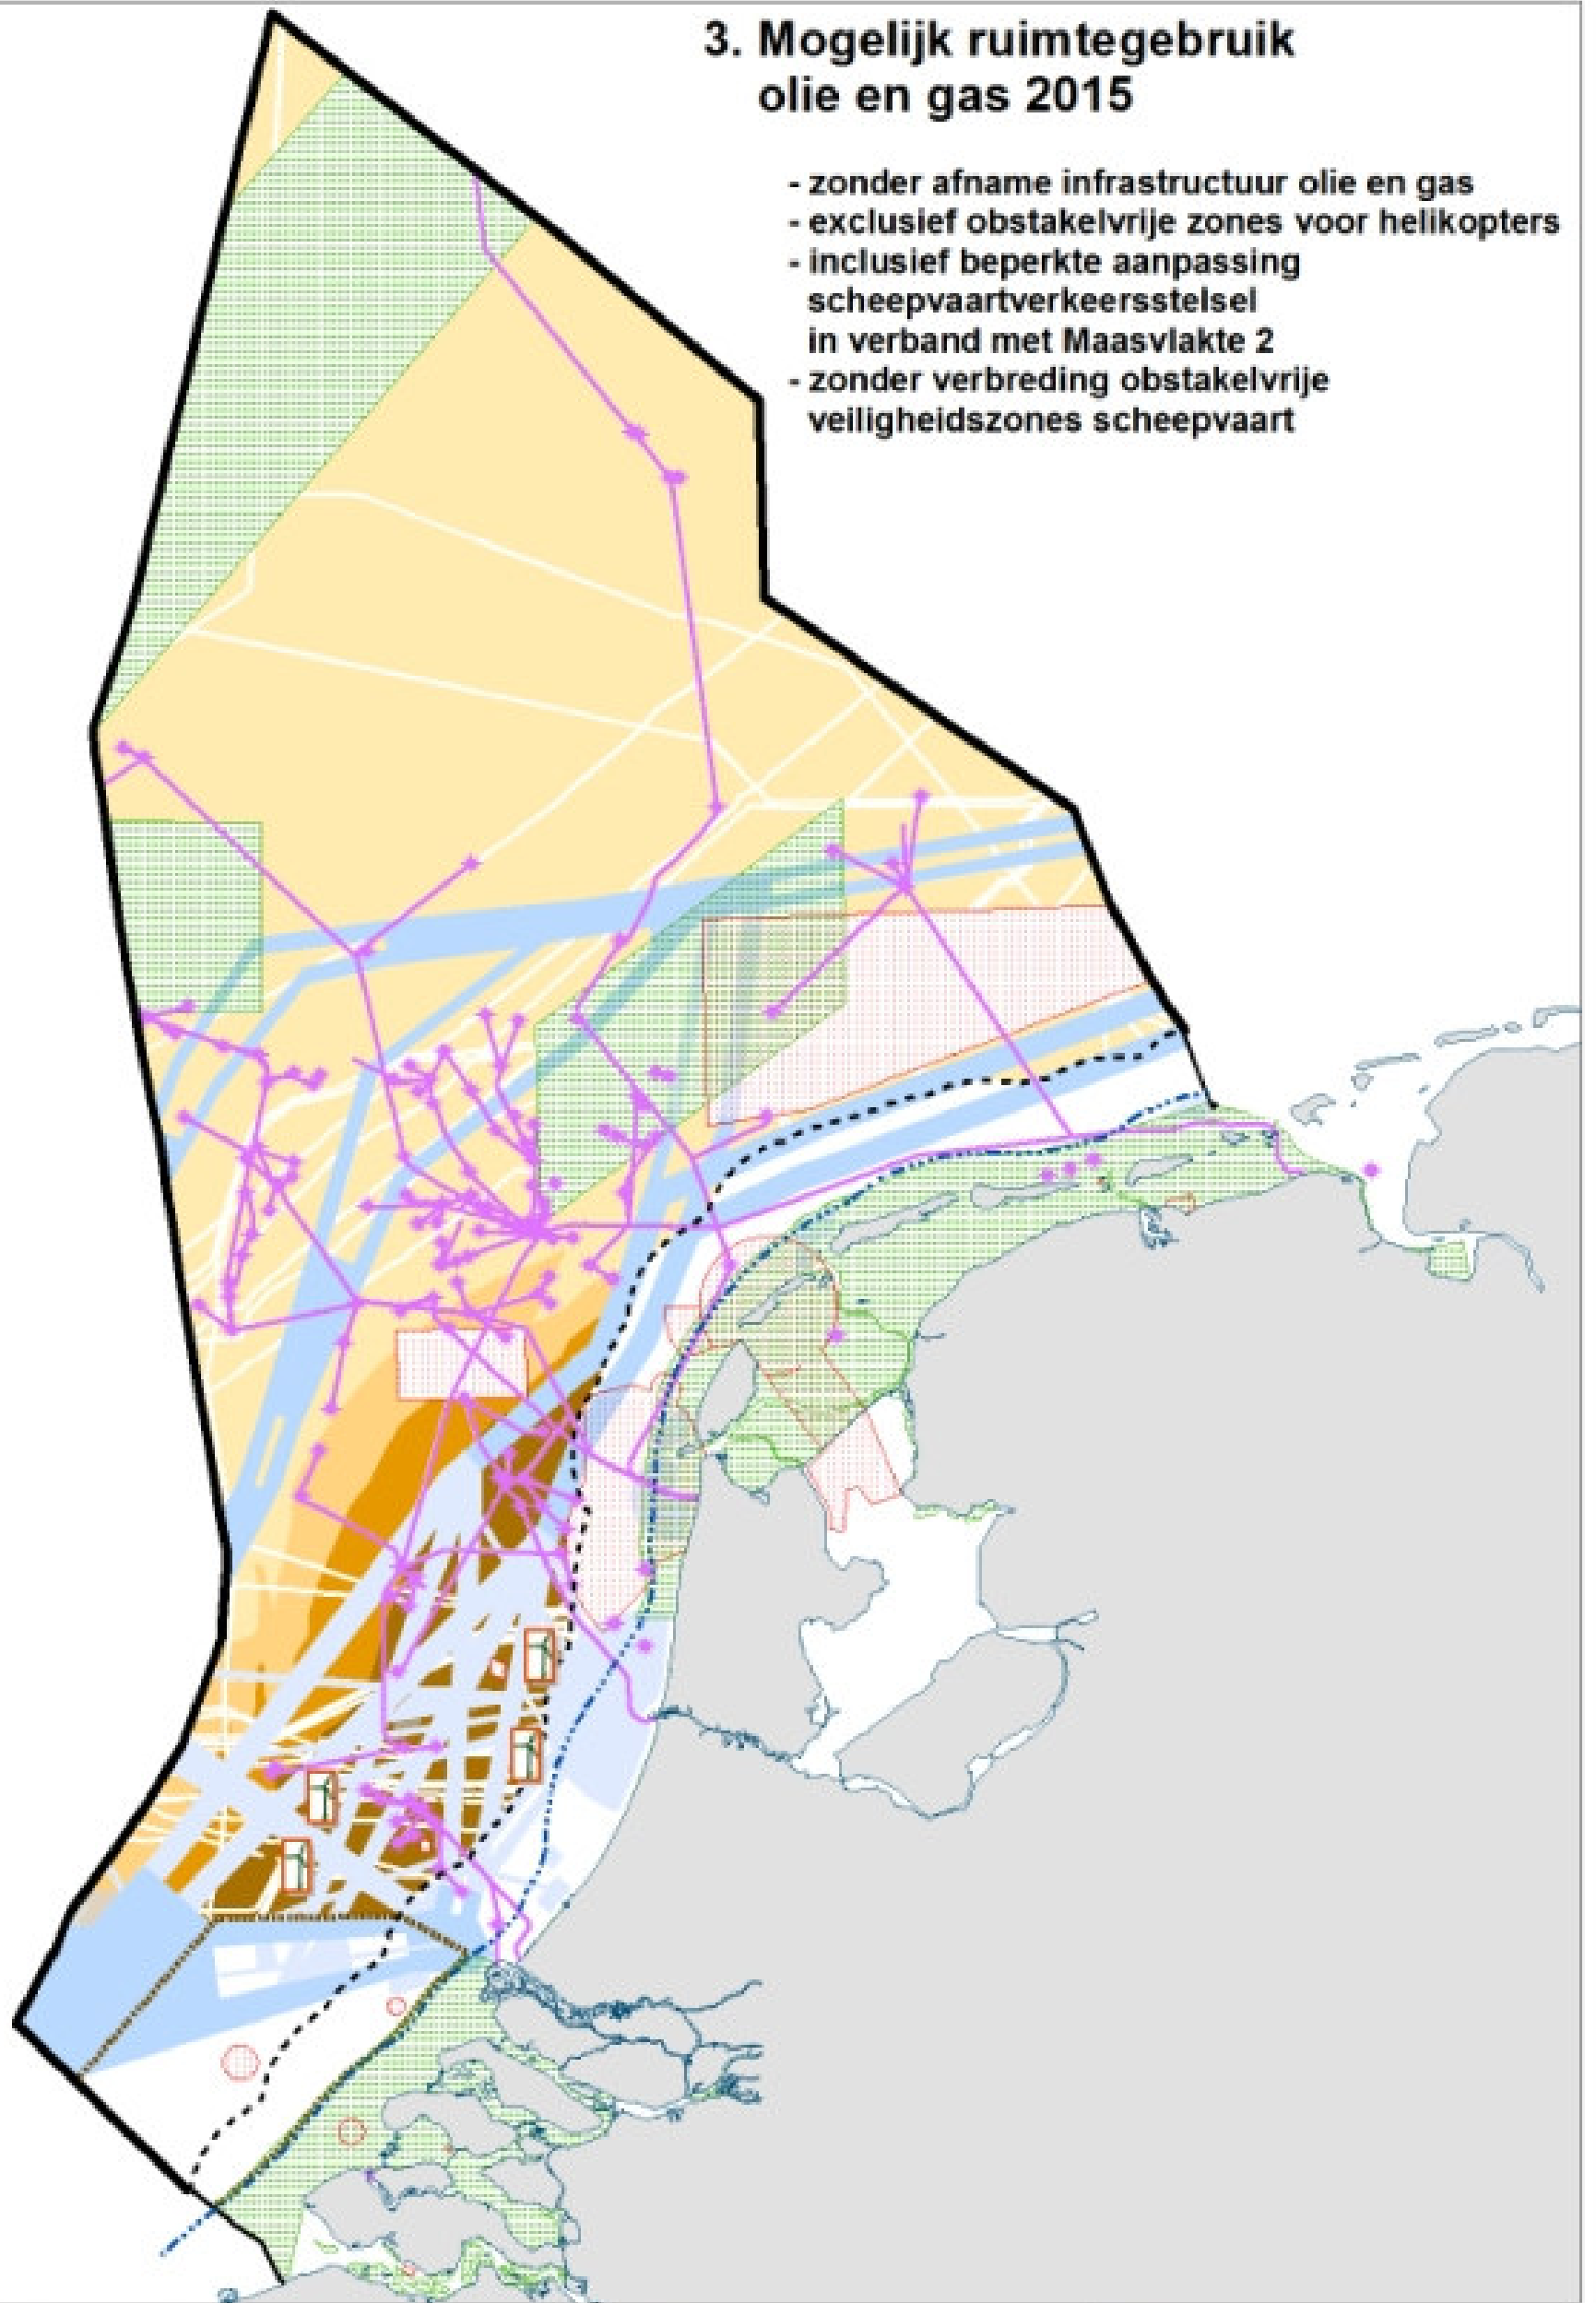 3. Mogelijk ruimtegebruik
olie en gas 2015
- zonder afname infrastructuur olie en gas
- exclusief obstakelvrije zones voor helikopters
- inclusief beperkte aanpassing
scheepvaartverkeersstelsel
in verband met Maasvlakte 2
- zonder verbreding obstakelvrije
veiligheidszones scheepvaart